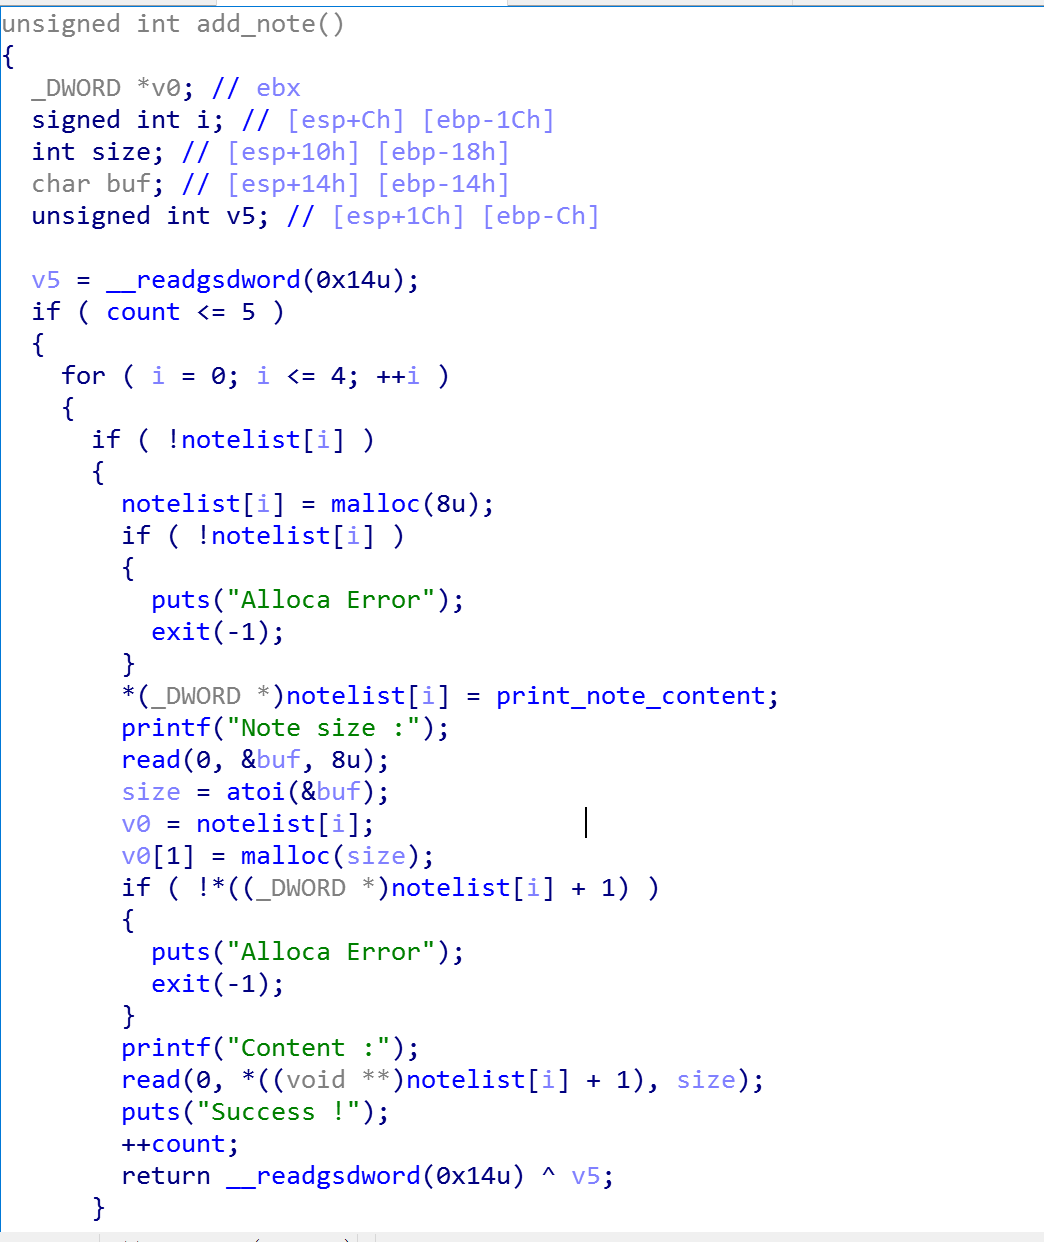 unsigned int add_note()
{
  _DWORD *v0; // ebx
  signed int i; // [esp+Ch] [ebp-1Ch]
  int size; // [esp+10h] [ebp-18h]
  char buf; // [esp+14h] [ebp-14h]
  unsigned int v5; // [esp+1Ch] [ebp-Ch]

  v5 = __readgsdword(0x14u);
  if ( count <= 5 )
  {
    for ( i = 0; i <= 4; ++i )
    {
      if ( !notelist[i] )
      {
        notelist[i] = malloc(8u);
        if ( !notelist[i] )
        {
          puts("Alloca Error");
          exit(-1);
        }
        *(_DWORD *)notelist[i] = print_note_content;
        printf("Note size :");
        read(0, &buf, 8u);
        size = atoi(&buf);
        v0 = notelist[i];
        v0[1] = malloc(size);
        if ( !*((_DWORD *)notelist[i] + 1) )
        {
          puts("Alloca Error");
          exit(-1);
        }
        printf("Content :");
        read(0, *((void **)notelist[i] + 1), size);
        puts("Success !");
        ++count;
        return __readgsdword(0x14u) ^ v5;
      }